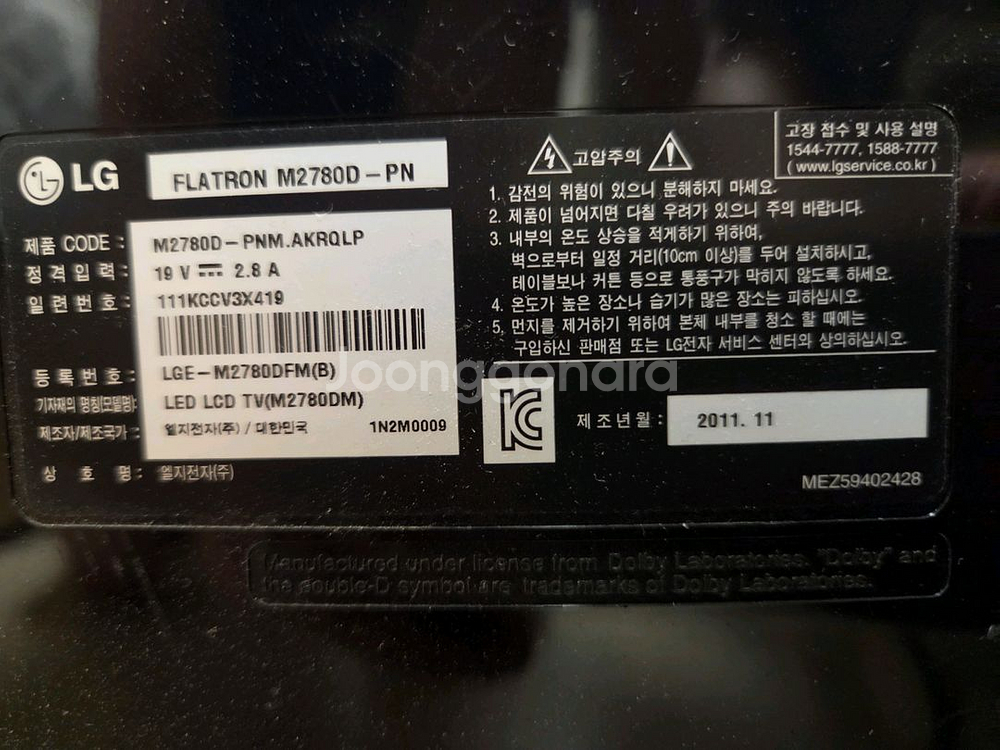 LG
FLATRON M2780D-PN
제품 CODE : M2780D-PNM.AKRQLP
정격입력 : 19 V 2.8 A
일련번호 : 111KCCV3X419
등록번호 : LGE-M2780DFM(B)
기자재의 명칭(모델명): LED LCD TV(M2780DM)
제조자/제조국가 : 엘지전자(주) / 대한민국 1N2M0009
상 호 명 : 엘지전자(주)
고압주의
고장 접수 및 사용 설명
1544-7777, 1588-7777
( www.lgservice.co.kr )
1. 감전의 위험이 있으니 분해하지 마세요.
2. 제품이 넘어지면 다칠 우려가 있으니 주의 바랍니다.
3. 내부의 온도 상승을 적게하기 위하여,
벽으로부터 일정 거리(10cm 이상)를 두어 설치하시고,
테이블보나 커튼 등으로 통풍구가 막히지 않도록 하세요.
4. 온도가 높은 장소나 습기가 많은 장소는 피하십시오.
5. 먼지를 제거하기 위하여 본체 내부를 청소 할 때에는
구입하신 판매점 또는 LG전자 서비스 센터와 상의하십시오.
제조년월 : 2011. 11
MEZ59402428
Manufactured under license from Dolby Laboratories. "Dolby" and
the double-D symbol are trademarks of Dolby Laboratories.
Joonggonara